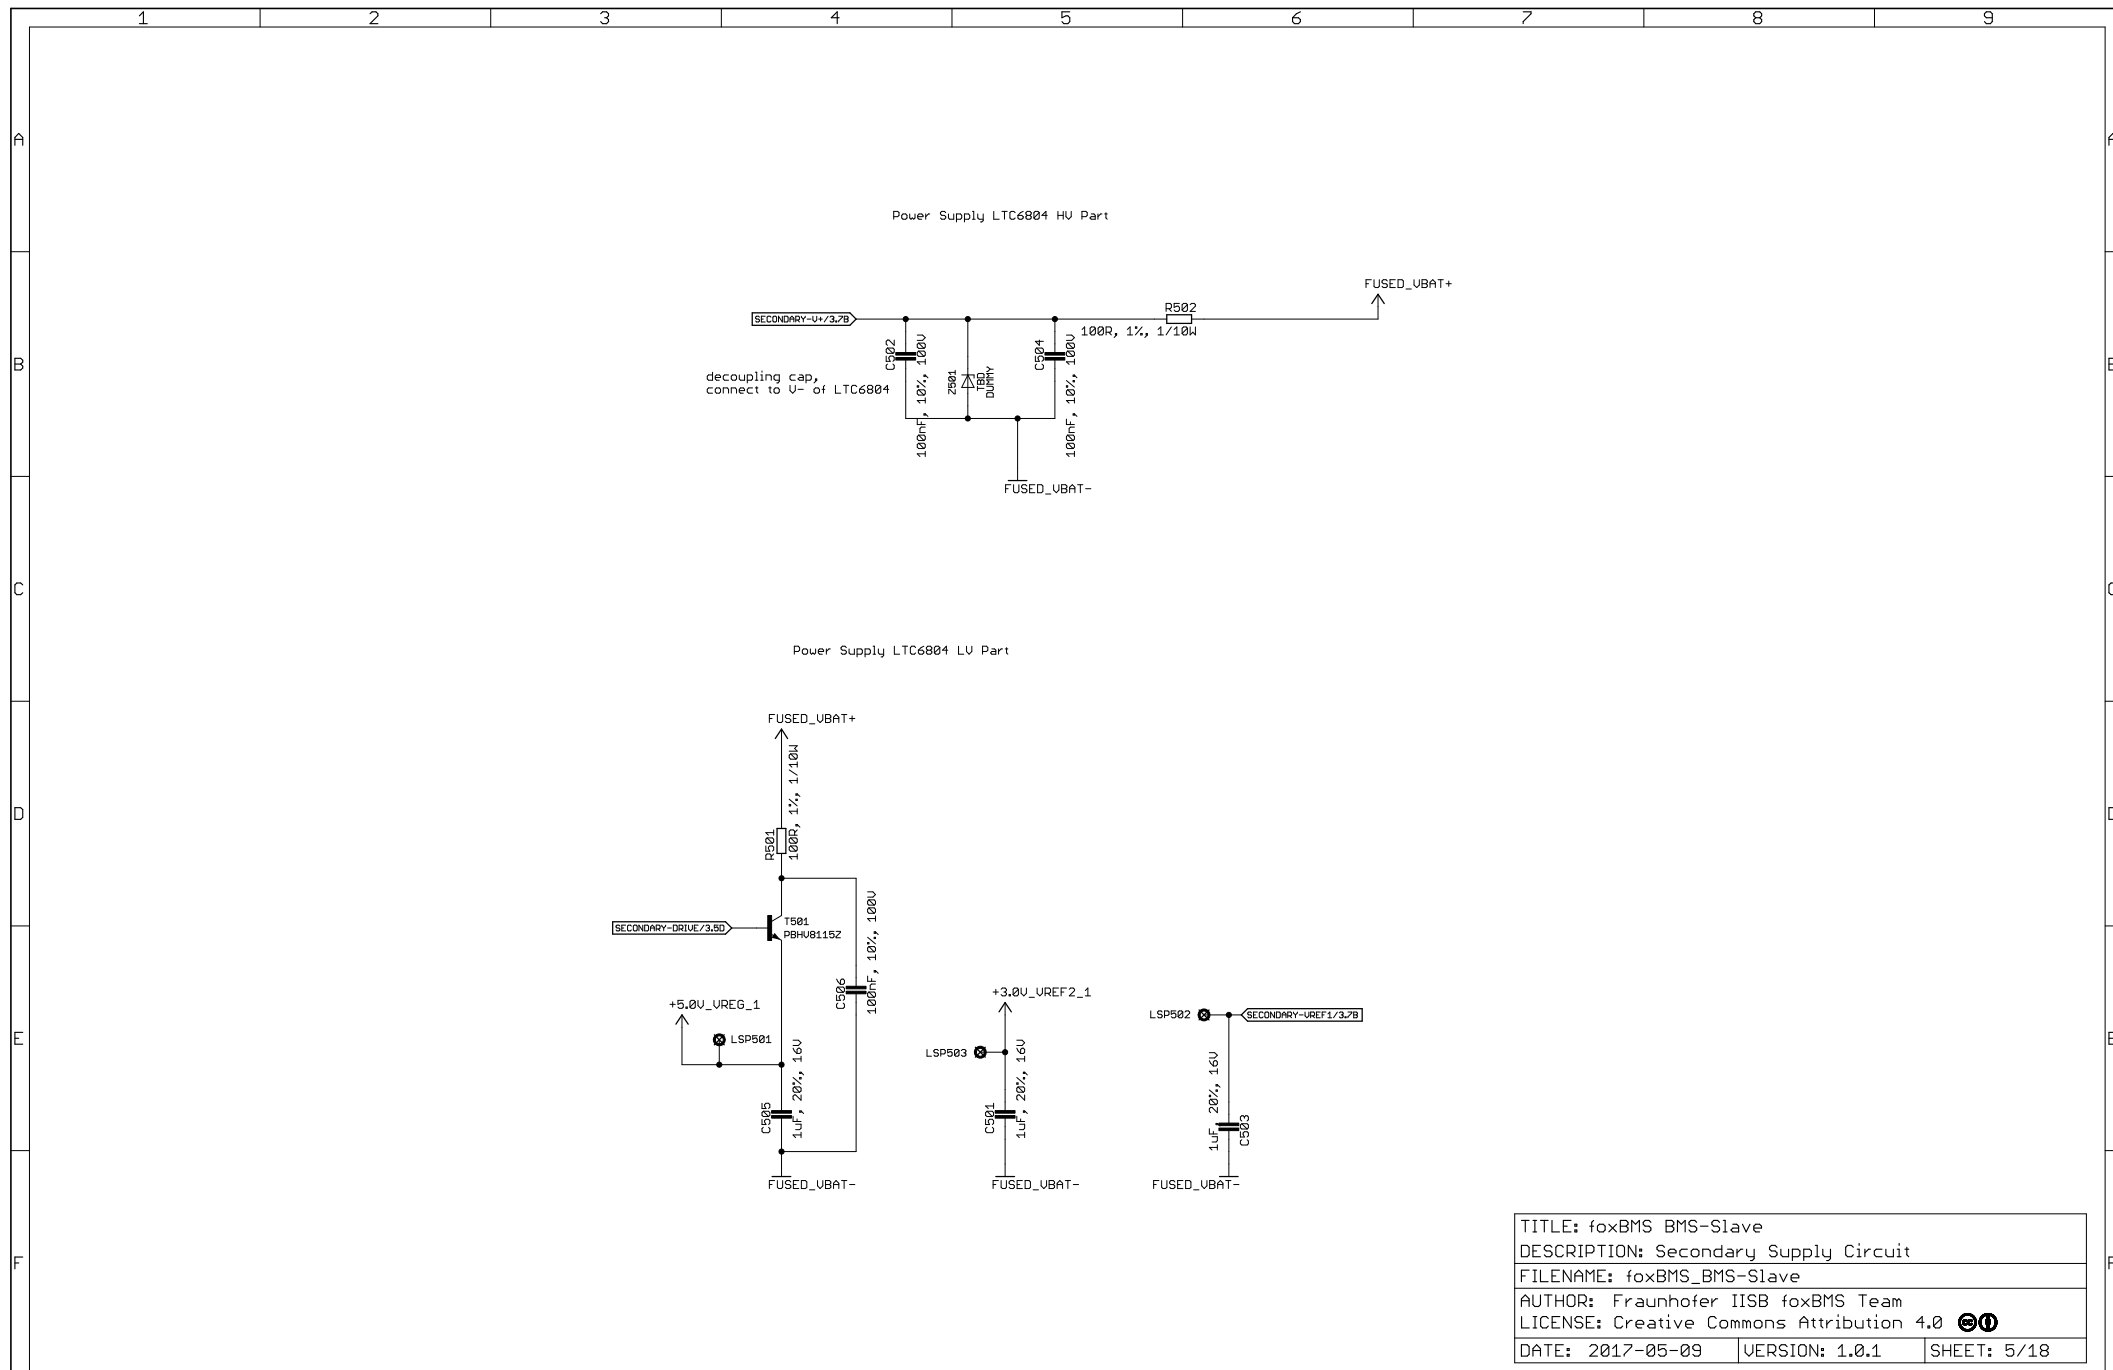 1 2 3 4 5 6 7 8 9
A
Power Supply LTC6804 HV Part
FUSED_VBAT+
R502
SECONDARY-V+/3.7B
100R, 1%, 1/10W
B
C502
100nF, 10%, 100V
Z501
TBD
DUMMY
C504
100nF, 10%, 100V
decoupling cap,
connect to V- of LTC6804
FUSED_VBAT-
C
Power Supply LTC6804 LV Part
FUSED_VBAT+
D
R501
100R, 1%, 1/10W
SECONDARY-DRIVE/3.5D
T501
PBHV8115Z
C506
100nF, 10%, 100V
+5.0V_VREG_1
+3.0V_VREF2_1
LSP502
SECONDARY-VREF1/3.7B
E
LSP501
LSP503
C505
1uF, 20%, 16V
C501
1uF, 20%, 16V
1uF, 20%, 16V
C503
FUSED_VBAT-
FUSED_VBAT-
FUSED_VBAT-
F
TITLE: foxBMS BMS-Slave
DESCRIPTION: Secondary Supply Circuit
FILENAME: foxBMS_BMS-Slave
AUTHOR: Fraunhofer IISB foxBMS Team
LICENSE: Creative Commons Attribution 4.0
DATE: 2017-05-09 VERSION: 1.0.1 SHEET: 5/18